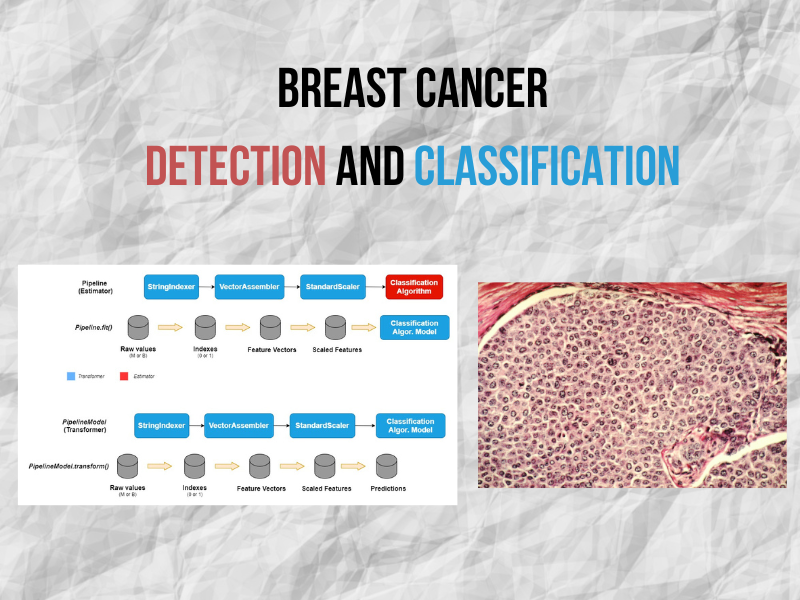 BREAST CANCER
DETECTION AND CLASSIFICATION
Pipeline
(Estimator)
StringIndexer
VectorAssembler
StandardScaler
Classification
Algorithm
Pipeline.fit()
Classification
Algor. Model
Raw values
(M or B)
Indexes
(0 or 1)
Feature Vectors
Scaled Features
Transformer
Estimator
PipelineModel
(Transformer)
StringIndexer
VectorAssembler
StandardScaler
Classification
Algor. Model
PipelineModel.transform()
Raw values
(M or B)
Indexes
(0 or 1)
Feature Vectors
Scaled Features
Predictions